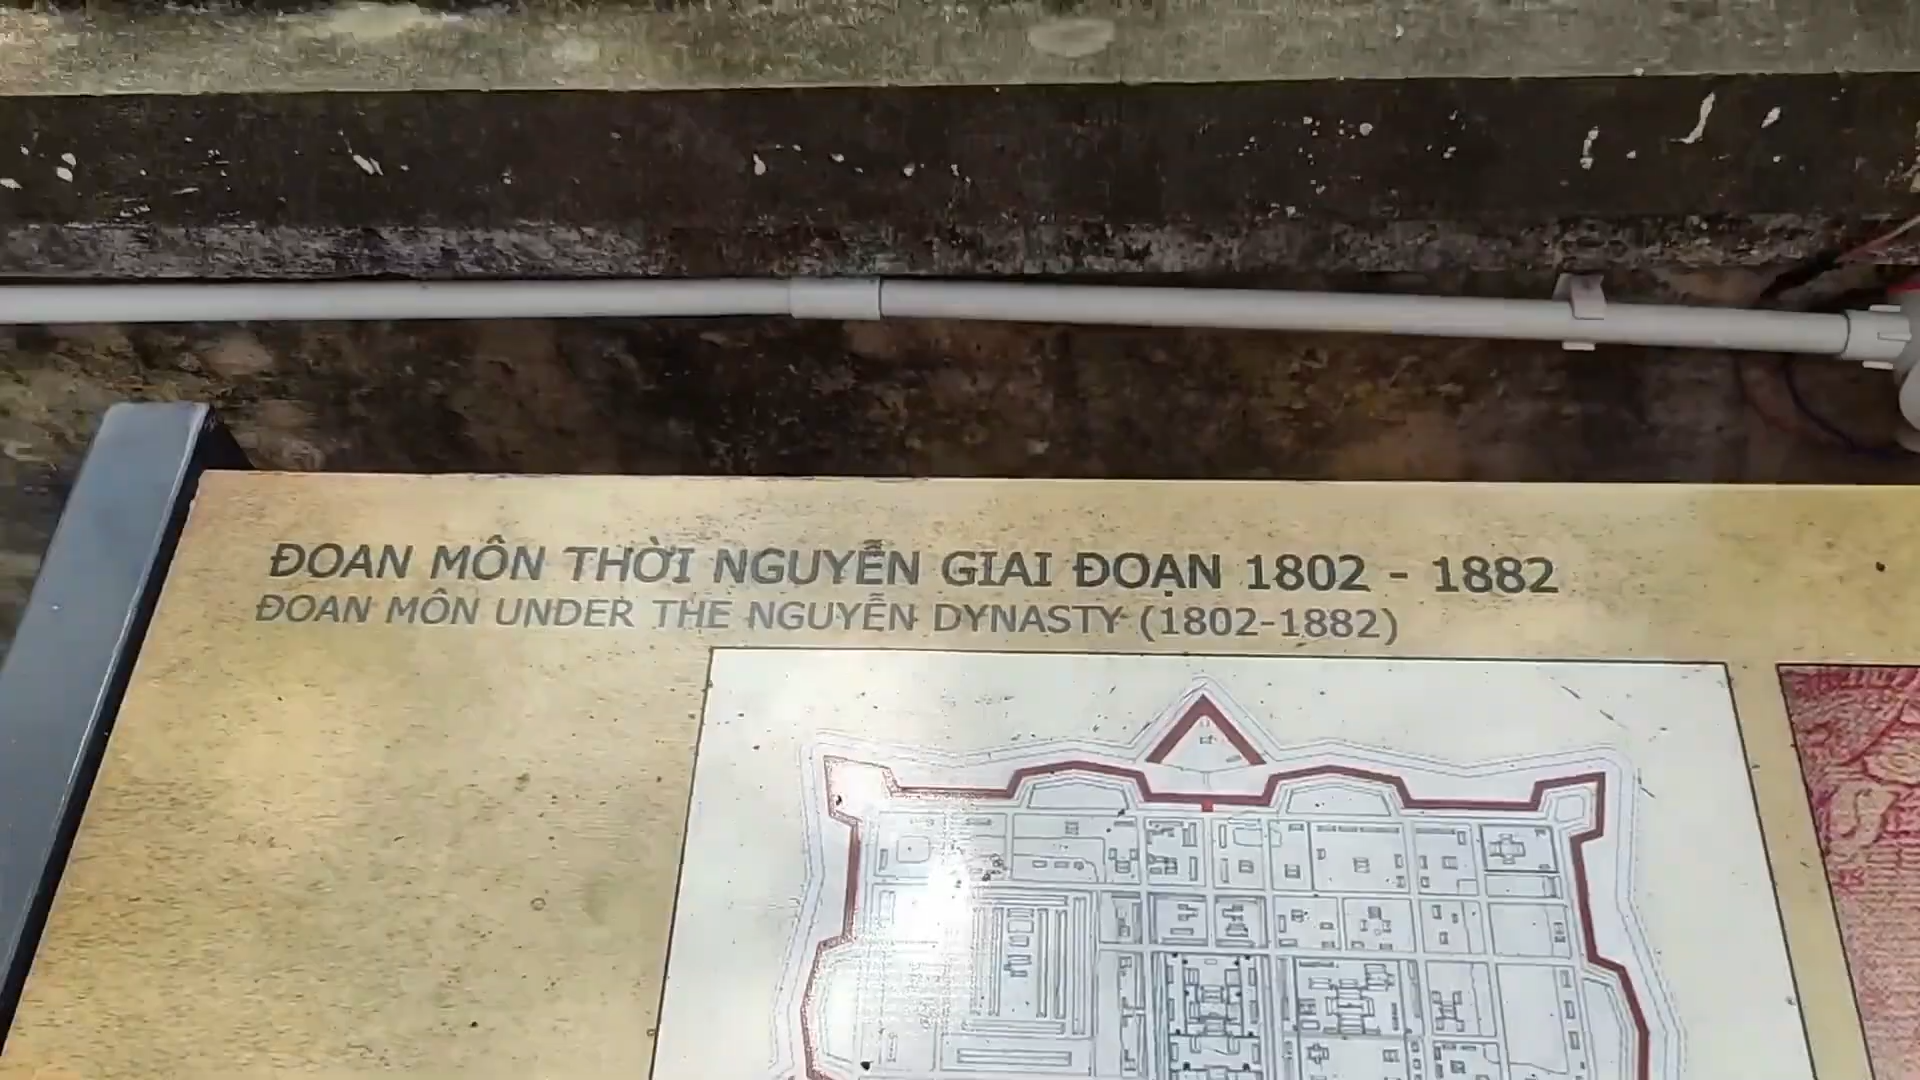 ĐOAN MÔN THỜI NGUYỄN GIAI ĐOẠN 1802 - 1882
ĐOAN MÔN UNDER THE NGUYỄN DYNASTY (1802-1882)